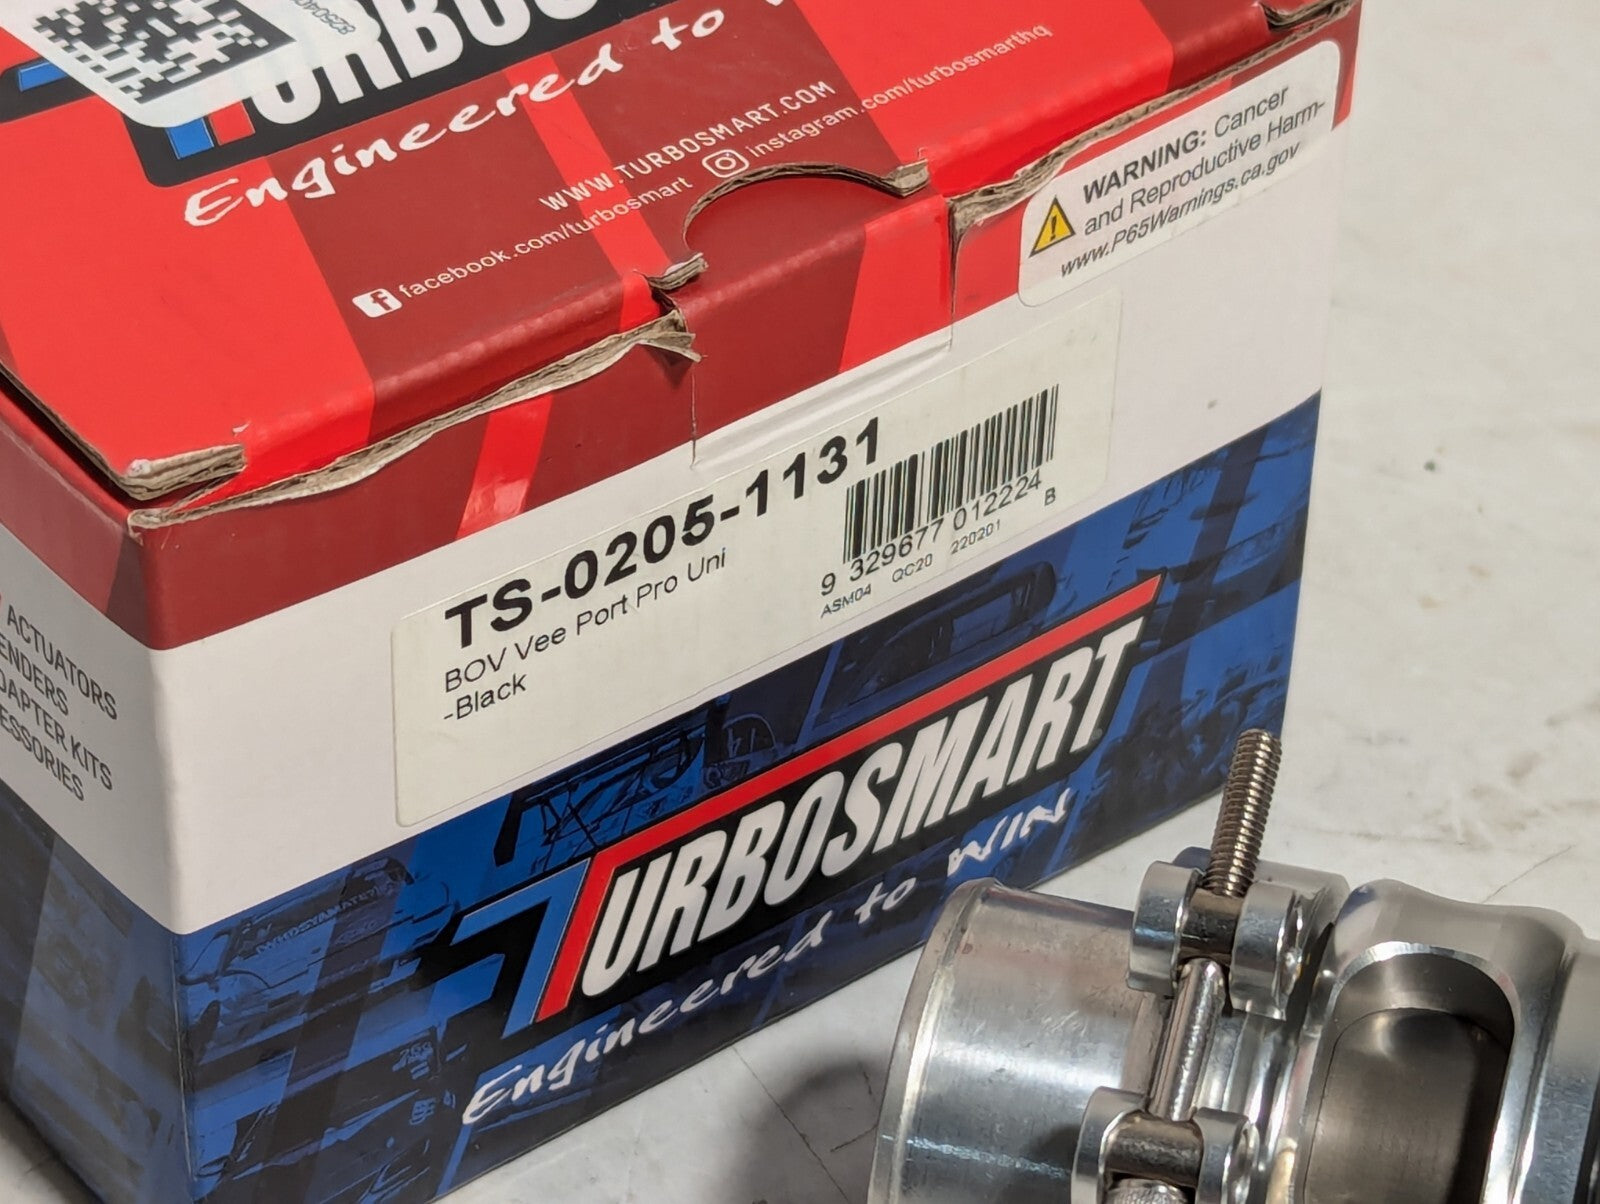 TURBOS
Engineered to
WWW.TURBOSMART.COM
facebook.com/turbosmart instagram.com/turbosmarthq
WARNING: Cancer
and Reproductive Harm-
www.P65Warnings.ca.gov
TS-0205-1131
BOV Vee Port Pro Uni
-Black
9 329677 012224
ASM04 QC20 220201 B
ACTUATORS
ENDERS
DAPTER KITS
ESSORIES
TURBOSMART
Engineered to WIN